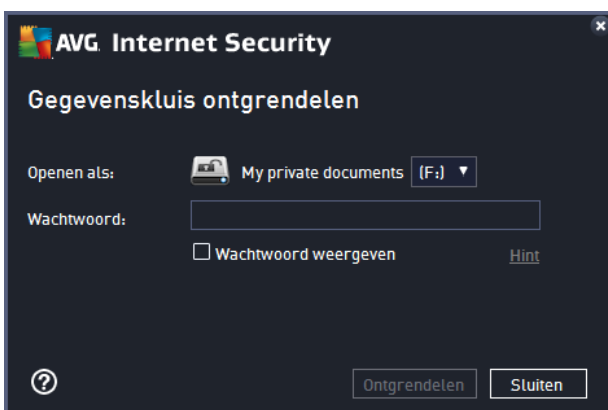 AVG. Internet Security
Gegevenskluis ontgrendelen
Openen als: My private documents (F:)
Wachtwoord:
Wachtwoord weergeven Hint
? Ontgrendelen Sluiten